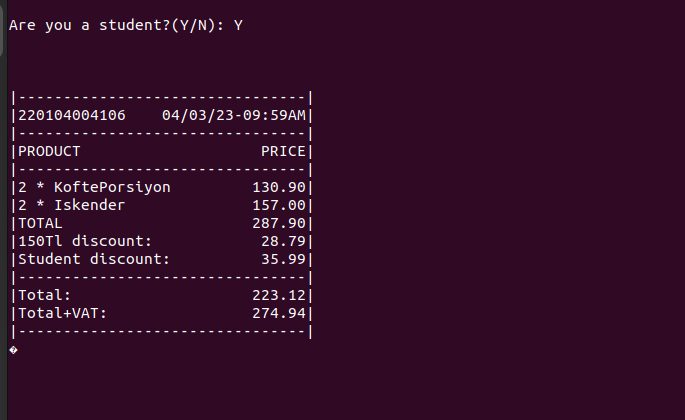 Are you a student?(Y/N): Y
|--------------------------------|
|220104004106    04/03/23-09:59AM|
|--------------------------------|
|PRODUCT                    PRICE|
|--------------------------------|
|2 * KoftePorsiyon         130.90|
|2 * Iskender              157.00|
|TOTAL                     287.90|
|150Tl discount:            28.79|
|Student discount:          35.99|
|--------------------------------|
|Total:                    223.12|
|Total+VAT:                274.94|
|--------------------------------|
�